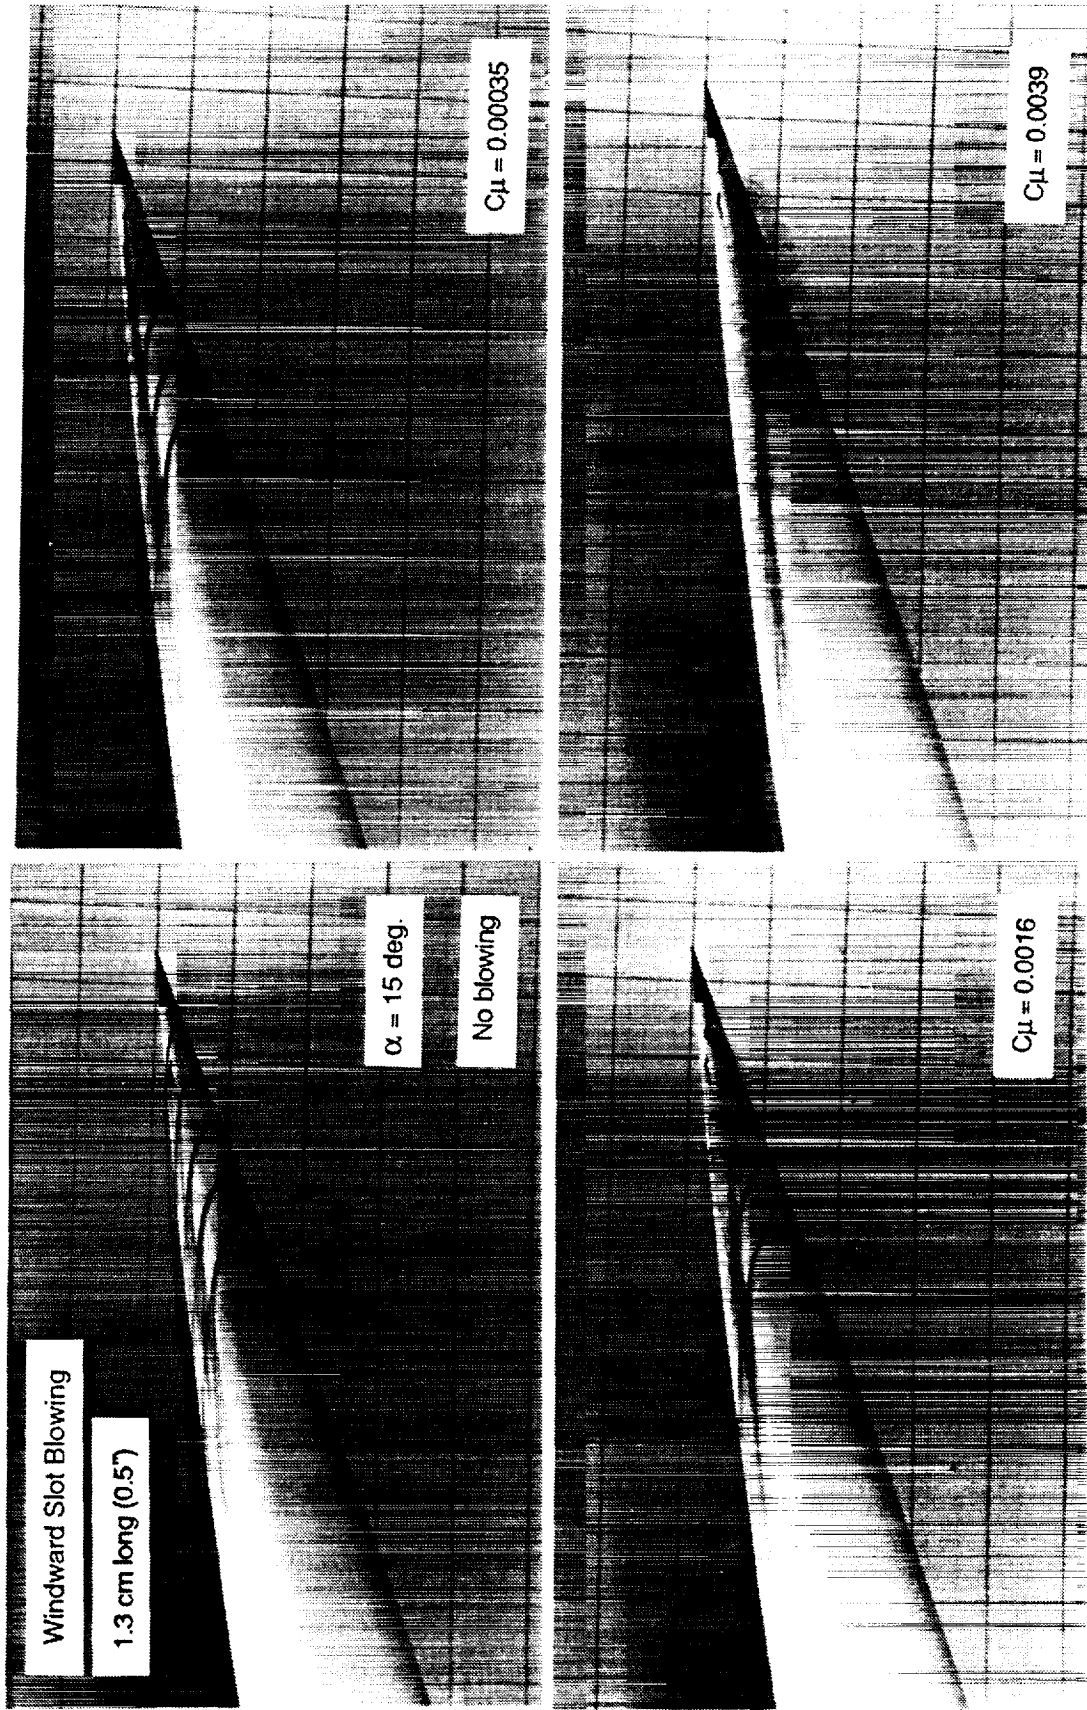 Windward Slot Blowing
1.3 cm long (0.5")
α = 15 deg.
No blowing
Cμ = 0.00035
Cμ = 0.0016
Cμ = 0.0039